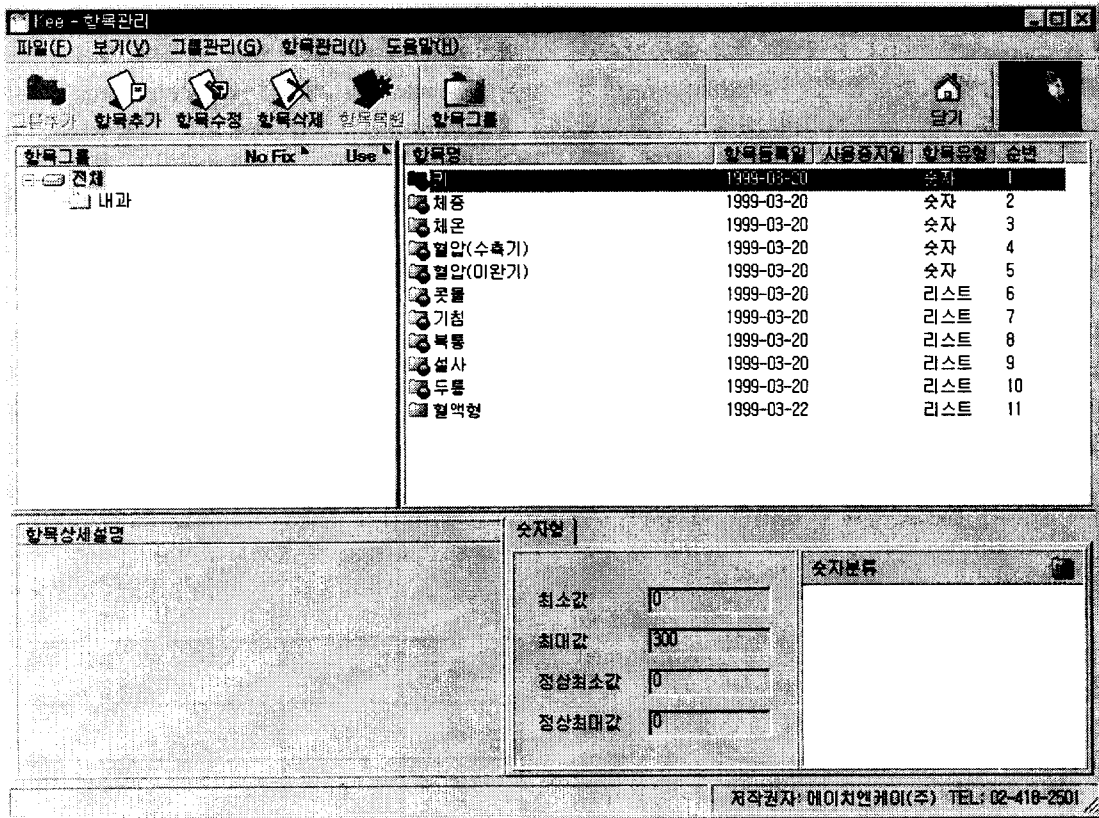 Kee - 항목관리
파일(F) 보기(V) 그룹관리(G) 항목관리(I) 도움말(H)
그룹추가 항목추가 항목수정 항목삭제 항목복원 항목그룹 닫기
항목그룹 No Fix Use
전체
내과
항목명 항목등록일 사용중지일 항목유형 순번
키 1999-03-20 숫자 1
체중 1999-03-20 숫자 2
체온 1999-03-20 숫자 3
혈압(수축기) 1999-03-20 숫자 4
혈압(이완기) 1999-03-20 숫자 5
콧물 1999-03-20 리스트 6
기침 1999-03-20 리스트 7
복통 1999-03-20 리스트 8
설사 1999-03-20 리스트 9
두통 1999-03-20 리스트 10
혈액형 1999-03-22 리스트 11
항목상세설명
숫자형
최소값 0
최대값 300
정상최소값 0
정상최대값 0
숫자분류
저작권자: 에이치엔케이(주) TEL: 02-418-2501